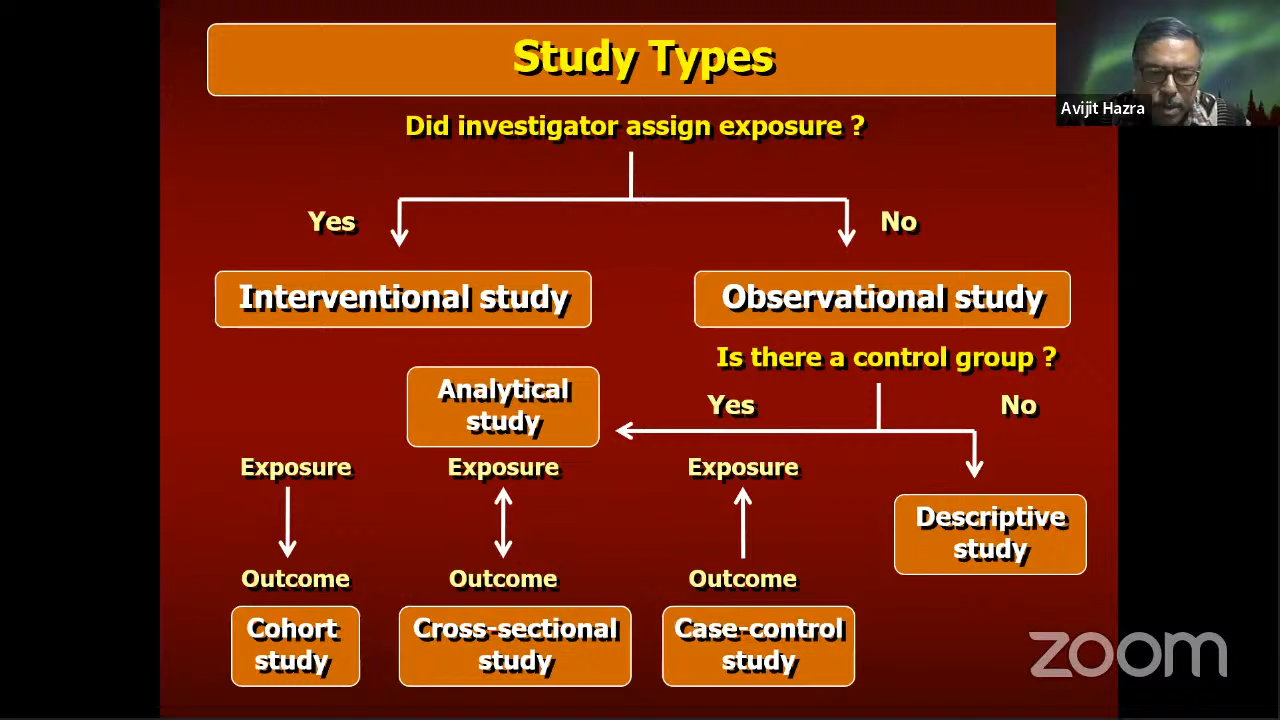 Study Types
Avijit Hazra
Did investigator assign exposure ?
Yes
No
Interventional study
Observational study
Is there a control group ?
Analytical
study
Yes
No
Exposure
Exposure
Exposure
Descriptive
study
Outcome
Outcome
Outcome
Cohort
study
Cross-sectional
study
Case-control
study
zoom